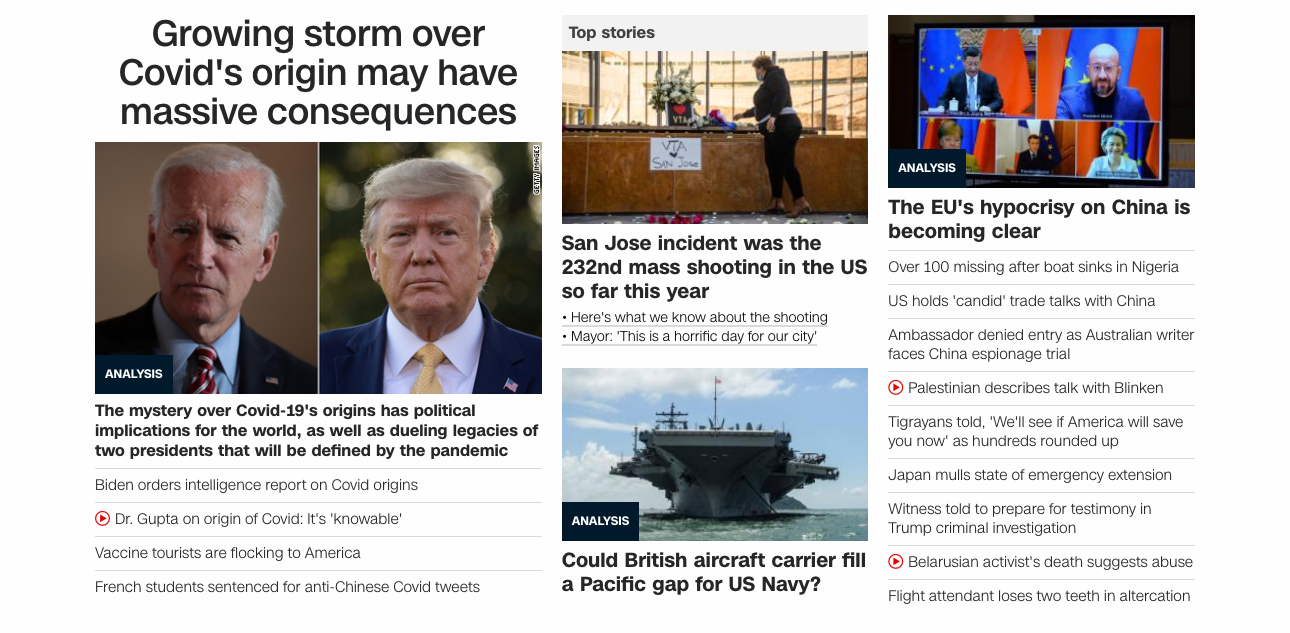 Growing storm over
Covid's origin may have
massive consequences
GETTY IMAGES
ANALYSIS
The mystery over Covid-19's origins has political
implications for the world, as well as dueling legacies of
two presidents that will be defined by the pandemic
Biden orders intelligence report on Covid origins
Dr. Gupta on origin of Covid: It's 'knowable'
Vaccine tourists are flocking to America
French students sentenced for anti-Chinese Covid tweets
Top stories
VTA
VTA
SAN JOSE
San Jose incident was the
232nd mass shooting in the US
so far this year
• Here's what we know about the shooting
• Mayor: 'This is a horrific day for our city'
ANALYSIS
Could British aircraft carrier fill
a Pacific gap for US Navy?
ANALYSIS
The EU's hypocrisy on China is
becoming clear
Over 100 missing after boat sinks in Nigeria
US holds 'candid' trade talks with China
Ambassador denied entry as Australian writer
faces China espionage trial
Palestinian describes talk with Blinken
Tigrayans told, 'We'll see if America will save
you now' as hundreds rounded up
Japan mulls state of emergency extension
Witness told to prepare for testimony in
Trump criminal investigation
Belarusian activist's death suggests abuse
Flight attendant loses two teeth in altercation